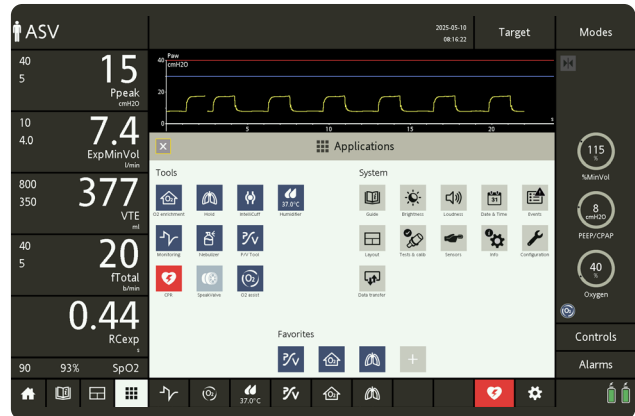 ASV
2025-05-10
08:16:22
Target
Modes
40
5
15
Ppeak
cmH2O
10
4.0
7.4
ExpMinVol
l/min
800
350
377
VTE
ml
40
5
20
fTotal
b/min
0.44
RCexp
s
90 93% SpO2
Paw
cmH2O
40
20
0
5 10 15 20 s
Applications
Tools
System
O2 enrichment Hold IntelliCuff Humidifier
37.0°C
Monitoring Nebulizer P/V Tool
CPR SpeakValve O2 assist
Guide Brightness Loudness Date & Time Events
31
Layout Tests & calib Sensors Info Configuration
Data transfer
Favorites
115
%
%MinVol
8
cmH2O
PEEP/CPAP
40
%
Oxygen
Controls
Alarms
37.0°C